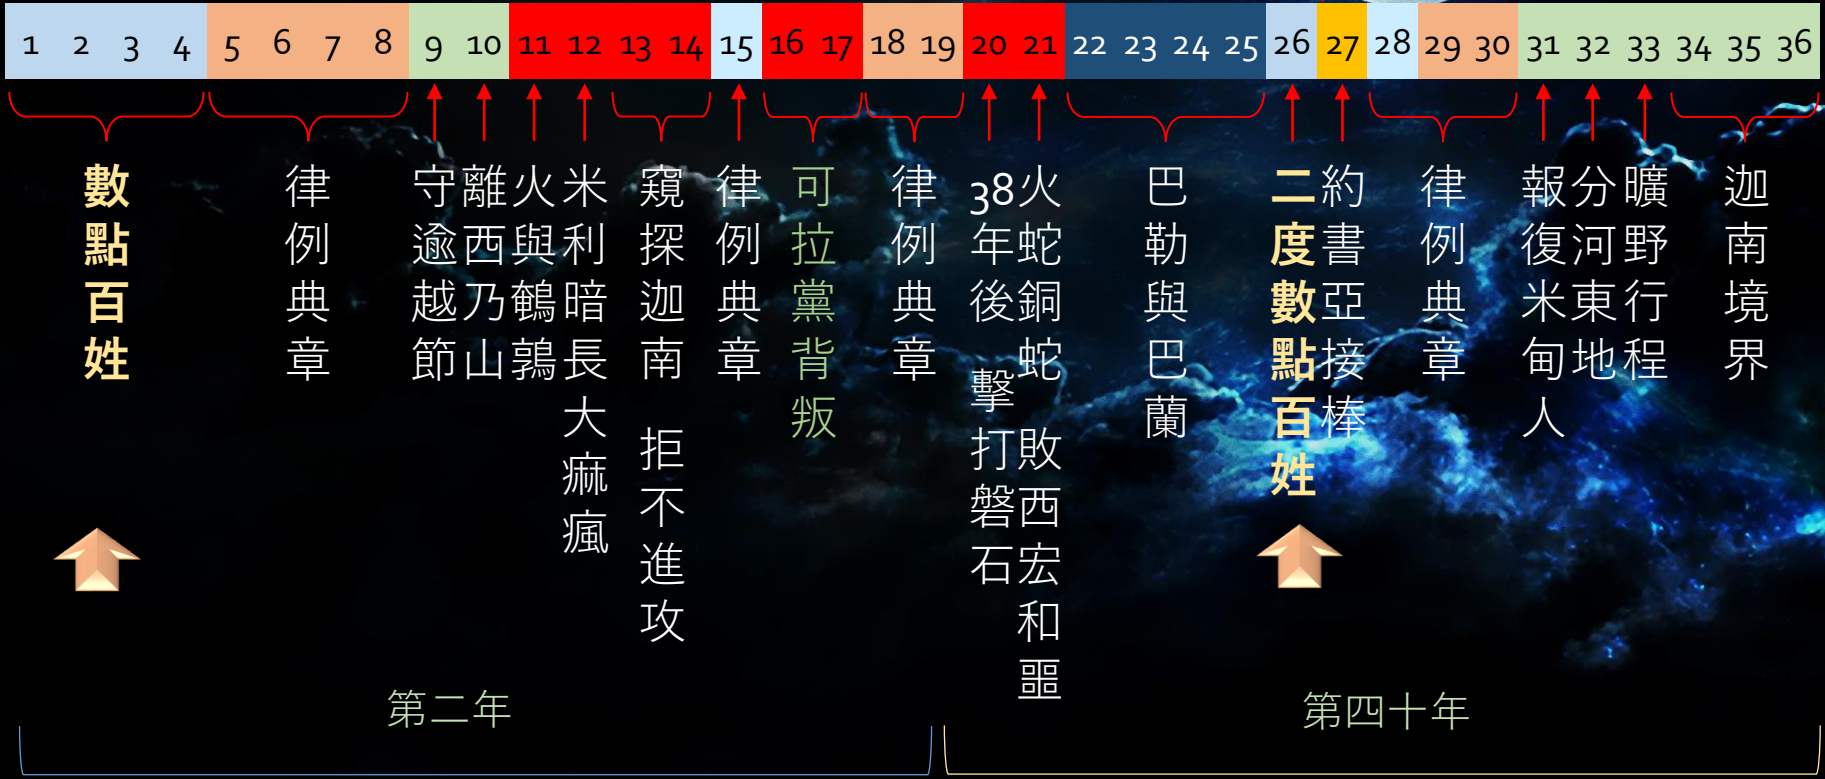 1 2 3 4 5 6 7 8 9 10 11 12 13 14 15 16 17 18 19 20 21 22 23 24 25 26 27 28 29 30 31 32 33 34 35 36
數點百姓
律例典章
守逾越節
離西乃山
火與鵪鶉
米利暗長大痲瘋
窺探迦南 拒不進攻
律例典章
可拉黨背叛
律例典章
38年後 擊打磐石
火蛇銅蛇 敗西宏和噩
巴勒與巴蘭
二度數點百姓
約書亞接棒
律例典章
報復米甸人
分河東地
曠野行程
迦南境界
第二年
第四十年